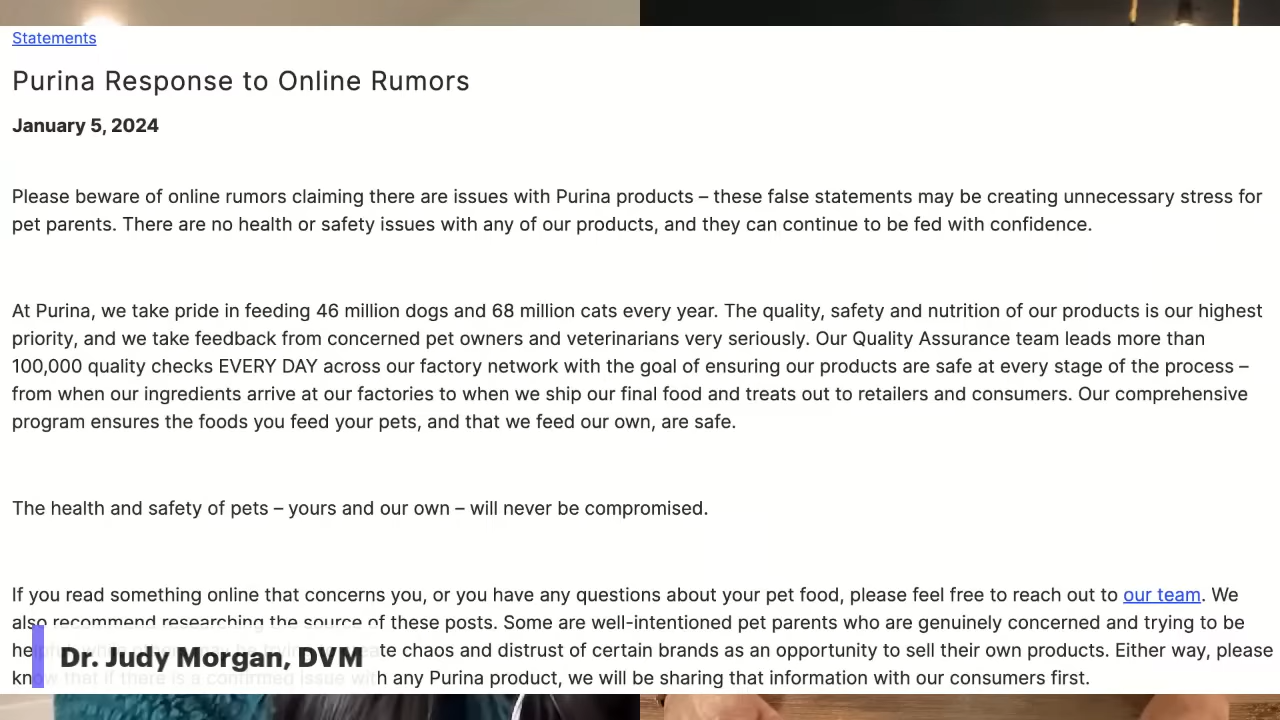 Statements
Purina Response to Online Rumors
January 5, 2024
Please beware of online rumors claiming there are issues with Purina products – these false statements may be creating unnecessary stress for
pet parents. There are no health or safety issues with any of our products, and they can continue to be fed with confidence.
At Purina, we take pride in feeding 46 million dogs and 68 million cats every year. The quality, safety and nutrition of our products is our highest
priority, and we take feedback from concerned pet owners and veterinarians very seriously. Our Quality Assurance team leads more than
100,000 quality checks EVERY DAY across our factory network with the goal of ensuring our products are safe at every stage of the process –
from when our ingredients arrive at our factories to when we ship our final food and treats out to retailers and consumers. Our comprehensive
program ensures the foods you feed your pets, and that we feed our own, are safe.
The health and safety of pets – yours and our own – will never be compromised.
If you read something online that concerns you, or you have any questions about your pet food, please feel free to reach out to our team. We
also recommend researching the source of these posts. Some are well-intentioned pet parents who are genuinely concerned and trying to be
chaos and distrust of certain brands as an opportunity to sell their own products. Either way, please
know that if there is a confirmed issue with any Purina product, we will be sharing that information with our consumers first.
Dr. Judy Morgan, DVM